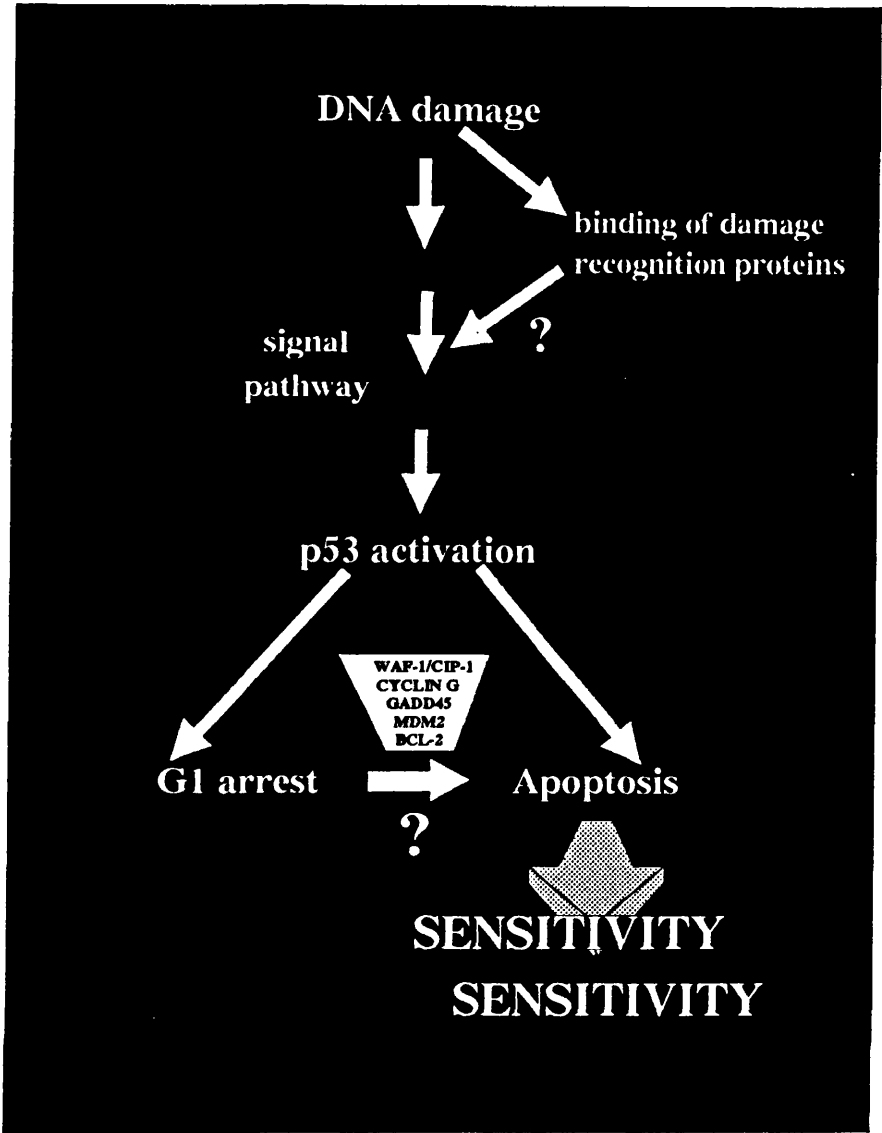 DNA damage
binding of damage
recognition proteins
?
signal
pathway
p53 activation
WAF-1/CIP-1
CYCLIN G
GADD45
MDM2
BCL-2
G1 arrest
Apoptosis
?
SENSITIVITY
SENSITIVITY